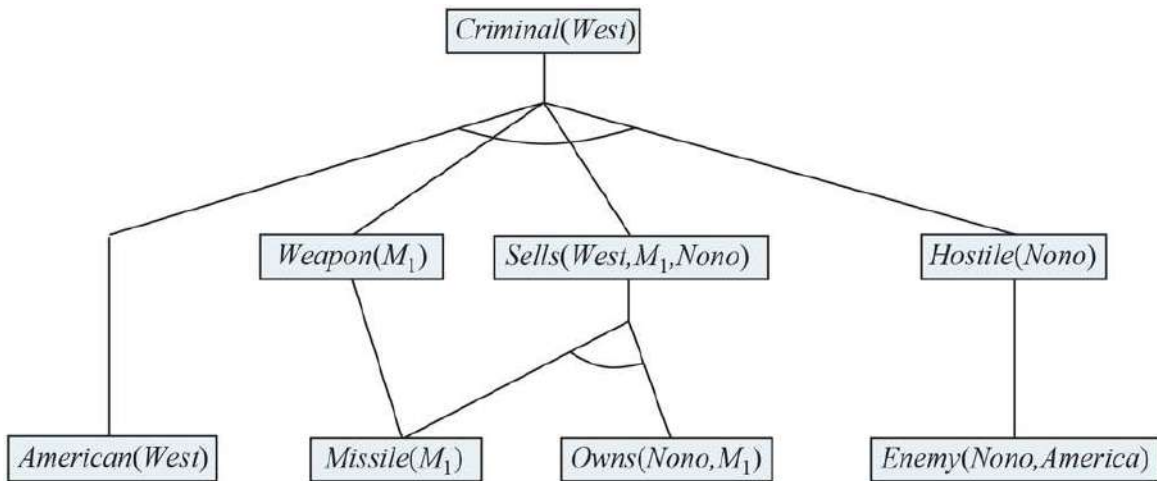 Criminal(West)
Weapon(M₁)
Sells(West,M₁,Nono)
Hostile(Nono)
American(West)
Missile(M₁)
Owns(Nono,M₁)
Enemy(Nono,America)